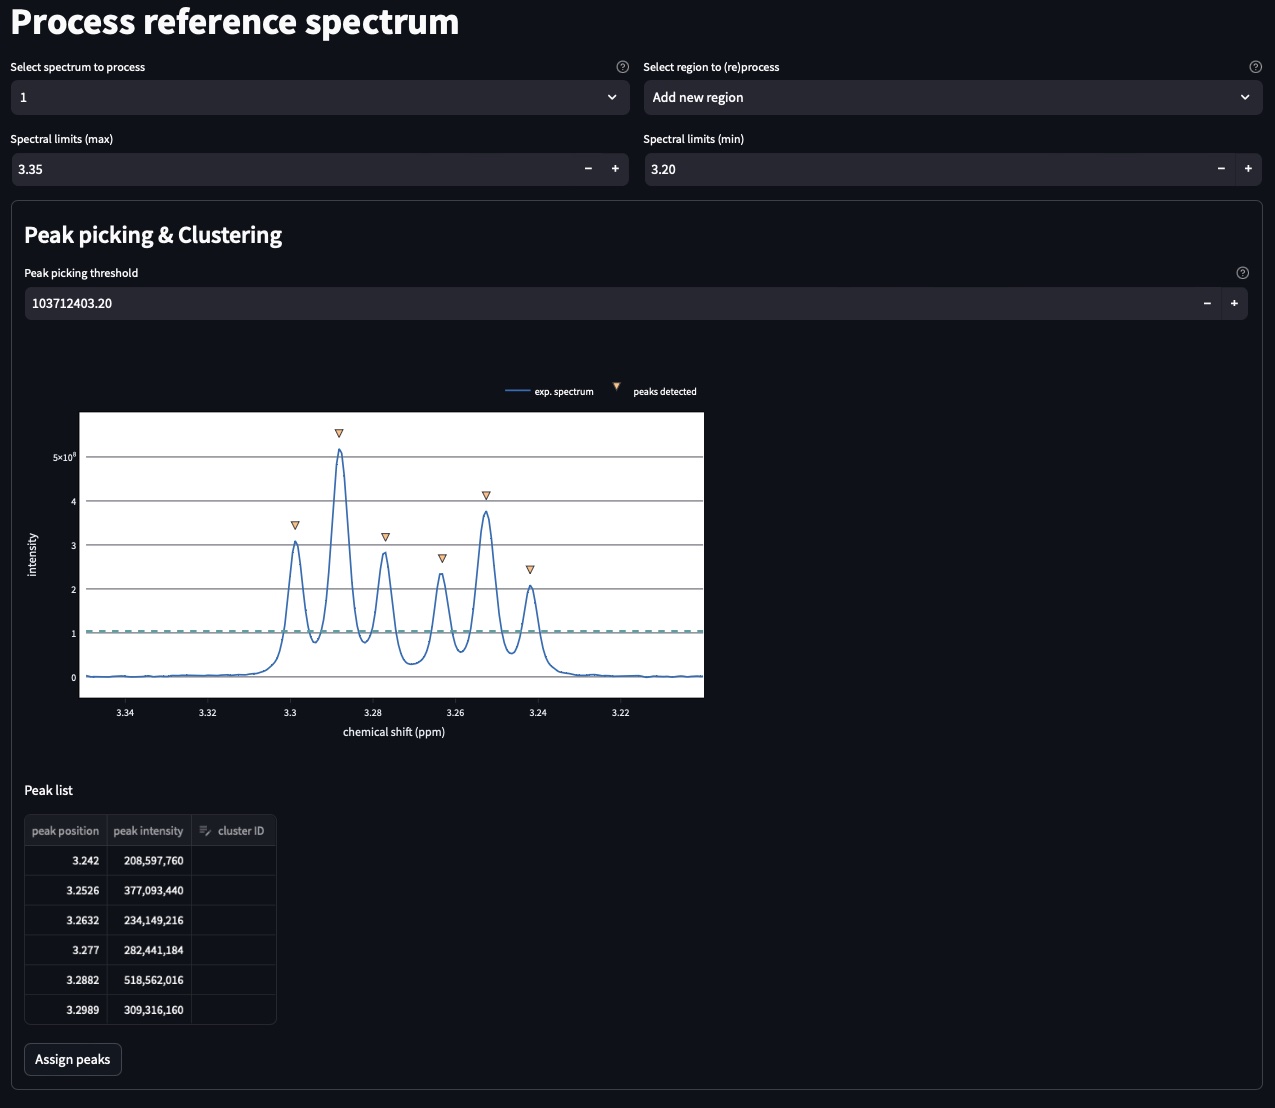 Process reference spectrum
Select spectrum to process
Select region to (re)process
1
Add new region
Spectral limits (max)
Spectral limits (min)
3.35
3.20
Peak picking & Clustering
Peak picking threshold
103712403.20
exp. spectrum peaks detected
5×10⁸
4
3
2
1
0
intensity
3.34 3.32 3.3 3.28 3.26 3.24 3.22
chemical shift (ppm)
Peak list
peak position peak intensity cluster ID
3.242 208,597,760
3.2526 377,093,440
3.2632 234,149,216
3.277 282,441,184
3.2882 518,562,016
3.2989 309,316,160
Assign peaks